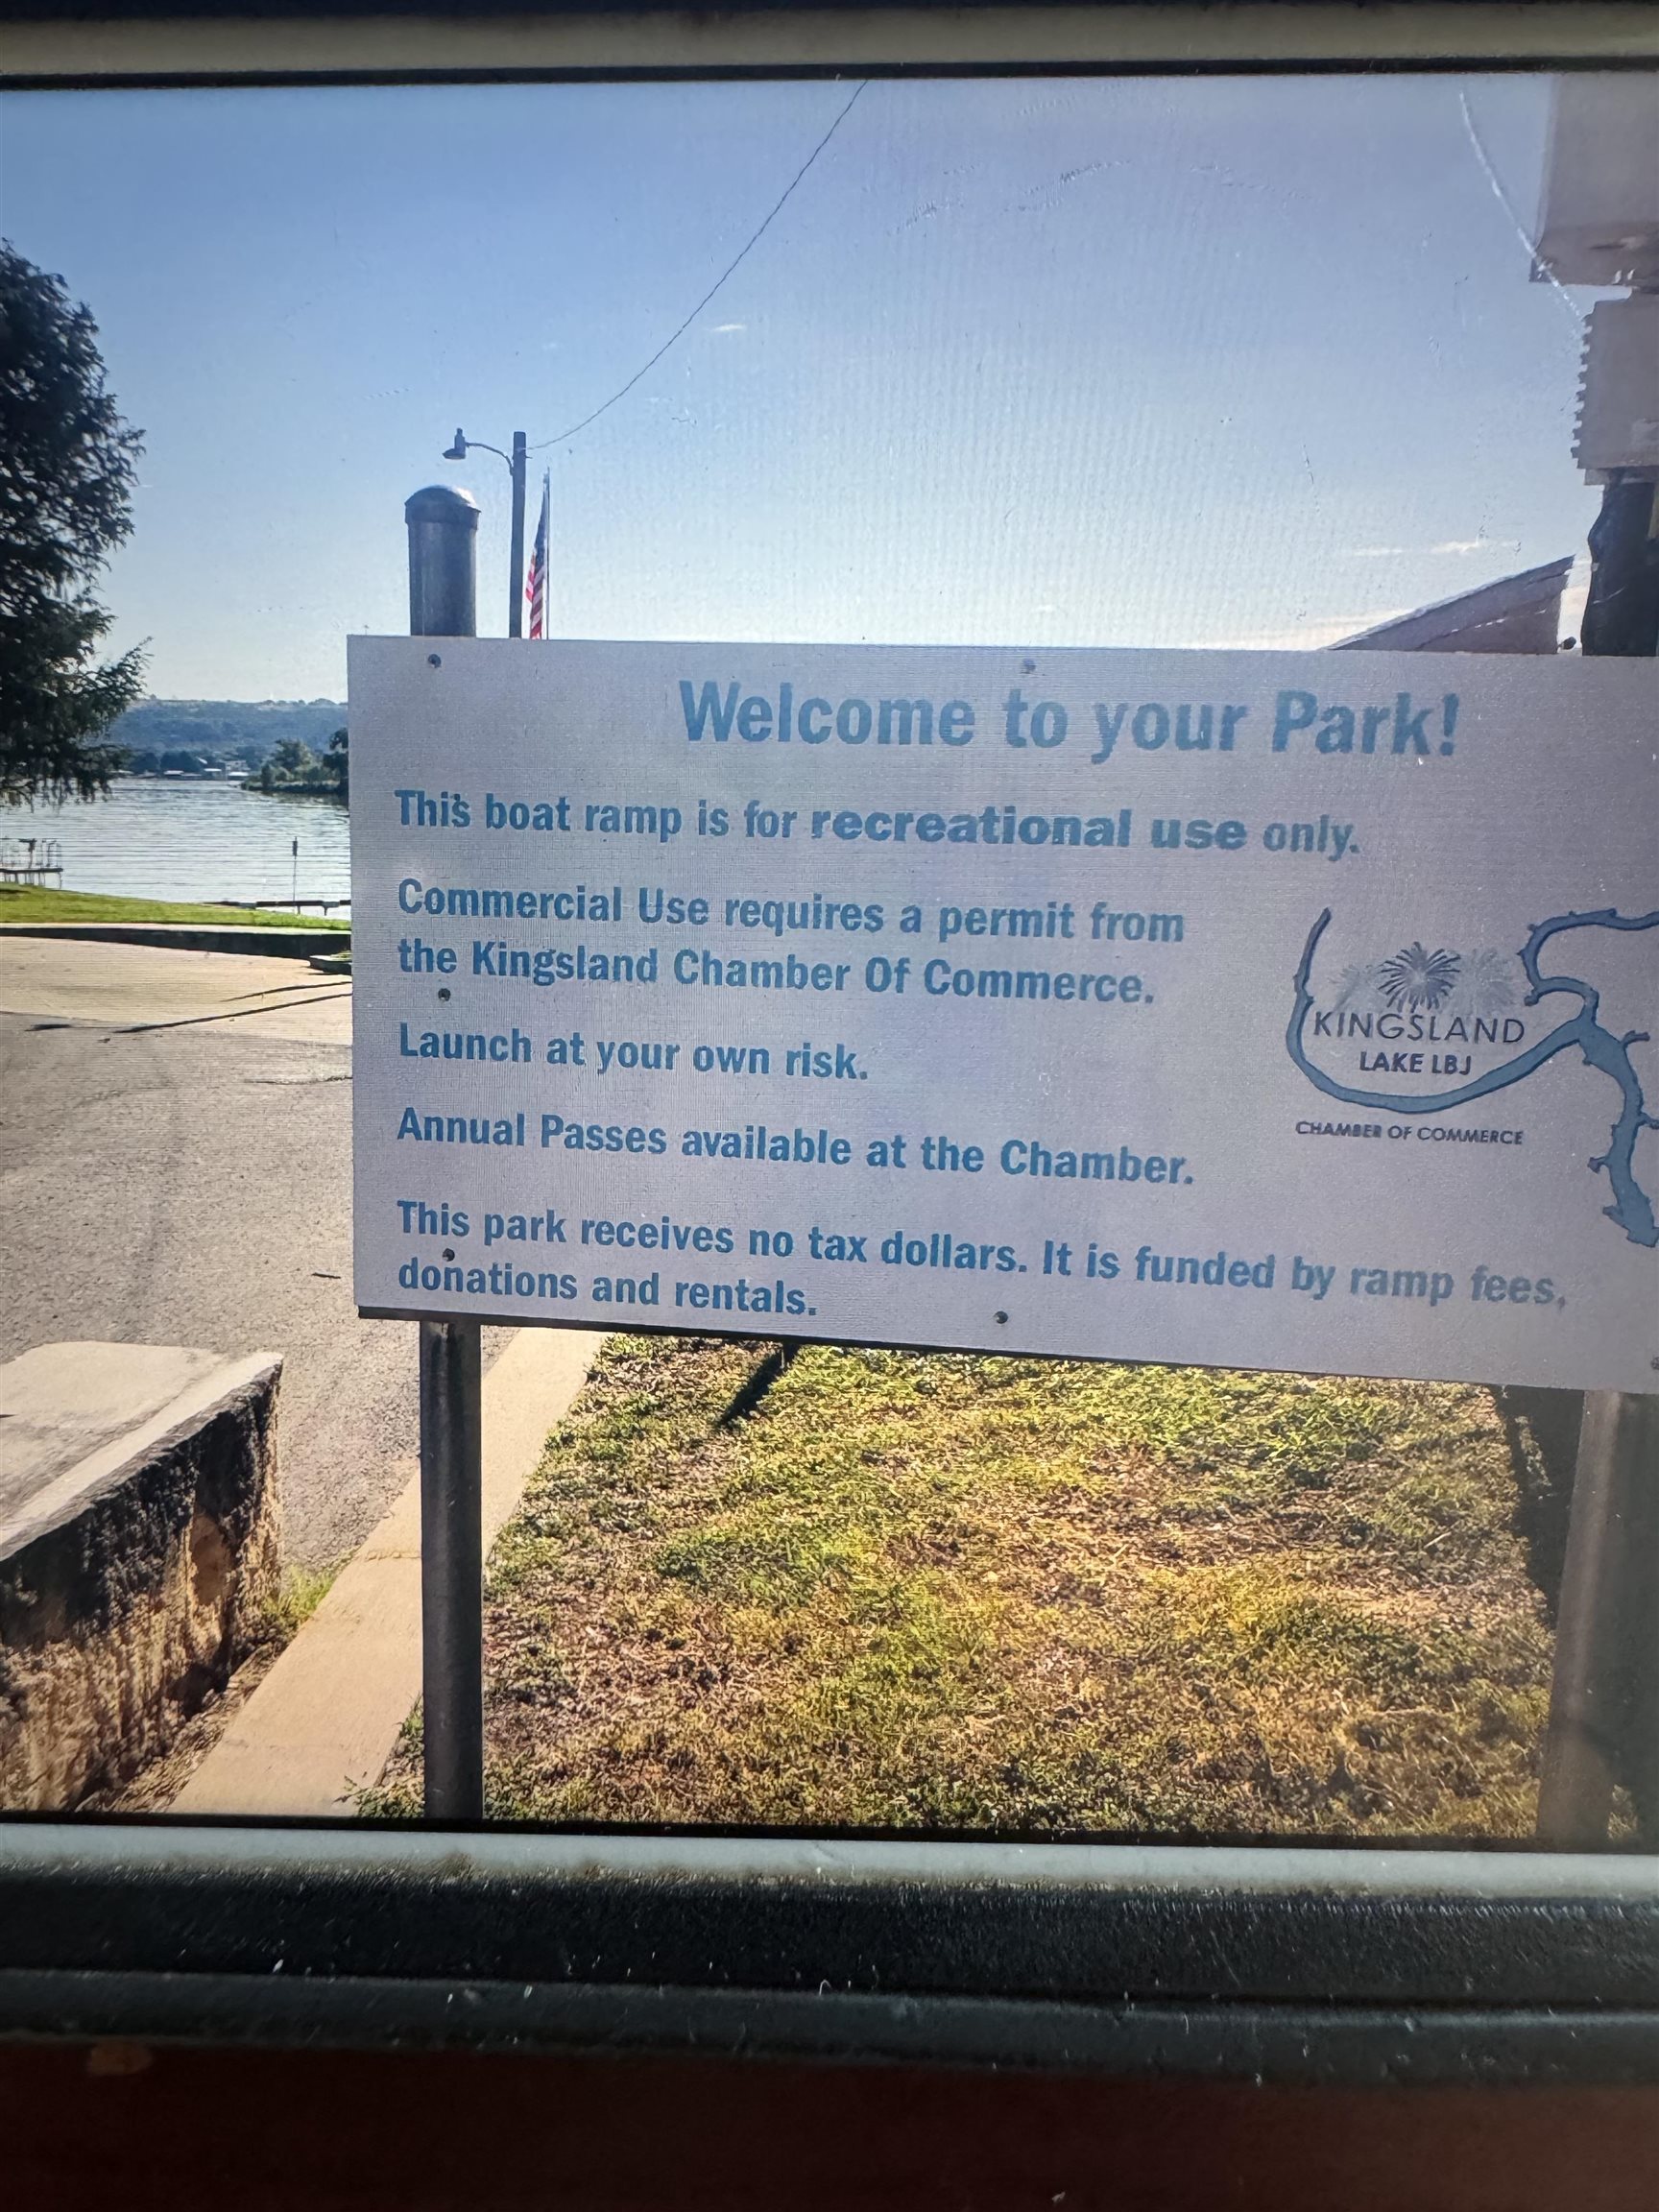 Welcome to your Park!
This boat ramp is for recreational use only.
Commercial Use requires a permit from
the Kingsland Chamber Of Commerce.
Launch at your own risk.
Annual Passes available at the Chamber.
This park receives no tax dollars. It is funded by ramp fees,
donations and rentals.
KINGSLAND
LAKE LBJ
CHAMBER OF COMMERCE